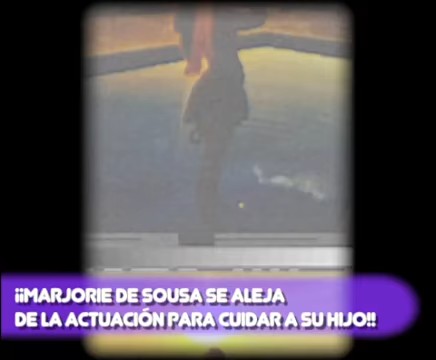 ¡¡MARJORIE DE SOUSA SE ALEJA
DE LA ACTUACIÓN PARA CUIDAR A SU HIJO!!